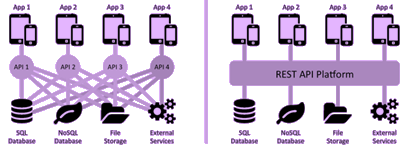 App 1 App 2 App 3 App 4
API 1 API 2 API 3 API 4
SQL Database
NoSQL Database
File Storage
External Services
App 1 App 2 App 3 App 4
REST API Platform
SQL Database
NoSQL Database
File Storage
External Services